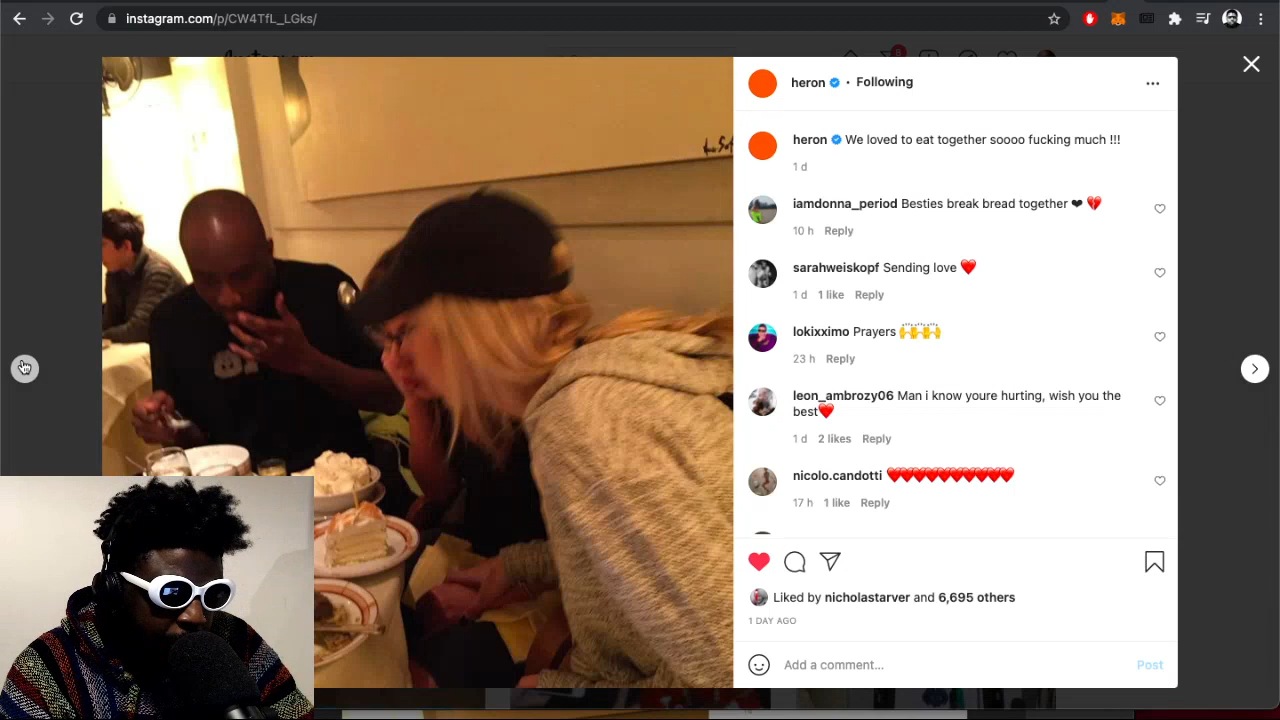 instagram.com/p/CW4TfL_LGks/
heron • Following
heron We loved to eat together soooo fucking much !!!
1 d
iamdonna_period Besties break bread together ❤ 💔
10 h Reply
sarahweiskopf Sending love ❤️
1 d 1 like Reply
lokixximo Prayers 🙌🙌🙌
23 h Reply
leon_ambrozy06 Man i know youre hurting, wish you the
best❤️
1 d 2 likes Reply
nicolo.candotti ❤️❤️❤️❤️❤️❤️❤️❤️❤️❤️
17 h 1 like Reply
Liked by nicholastarver and 6,695 others
1 DAY AGO
Add a comment...
Post